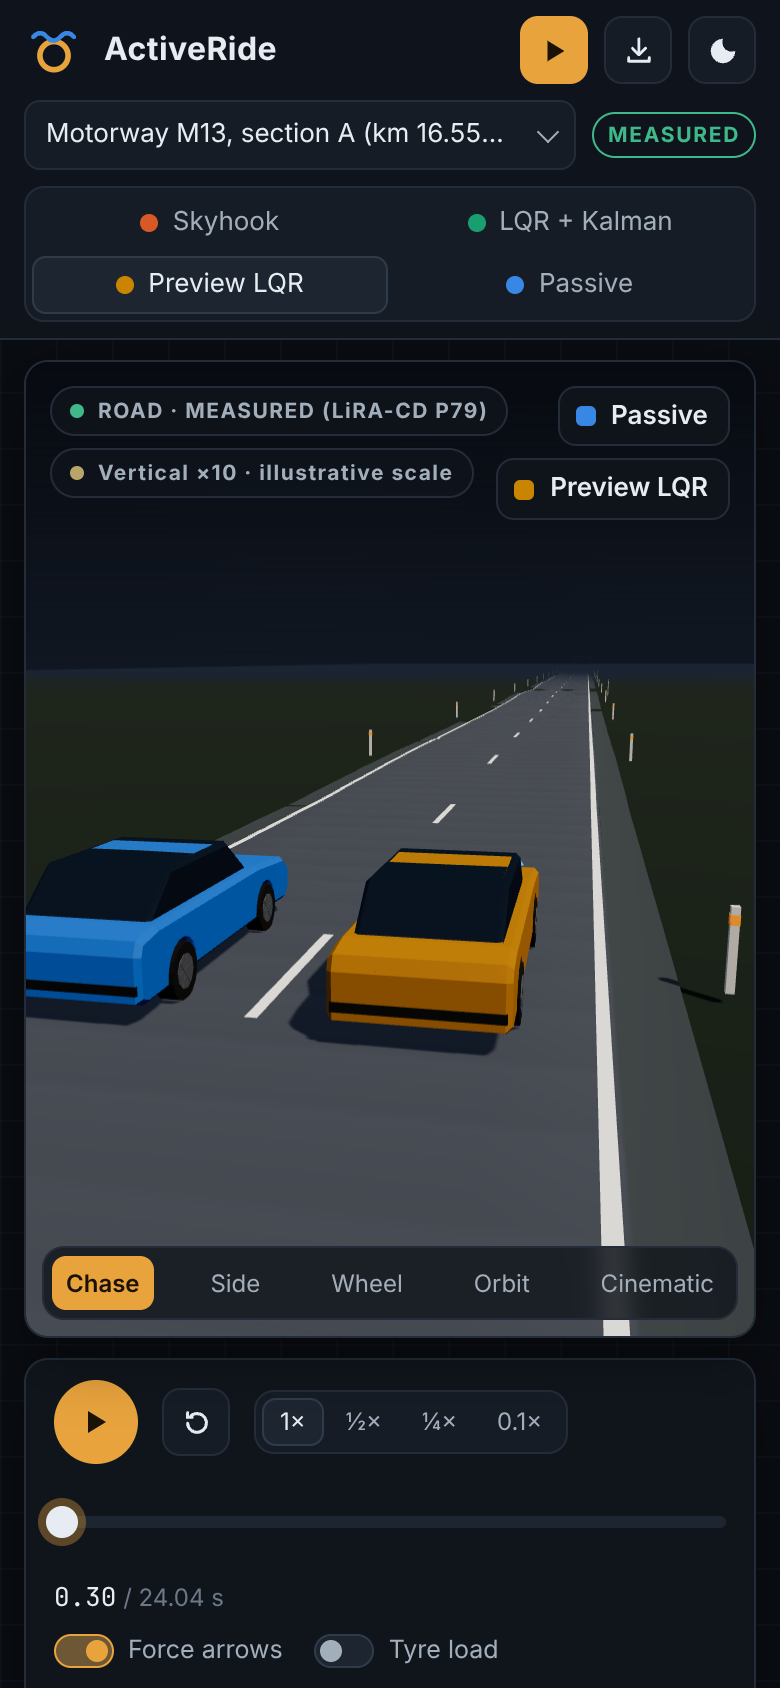 ActiveRide
Motorway M13, section A (km 16.55...
MEASURED
Skyhook
LQR + Kalman
Preview LQR
Passive
ROAD · MEASURED (LiRA-CD P79)
Passive
Vertical ×10 · illustrative scale
Preview LQR
Chase Side Wheel Orbit Cinematic
1× ½× ¼× 0.1×
0.30 / 24.04 s
Force arrows Tyre load